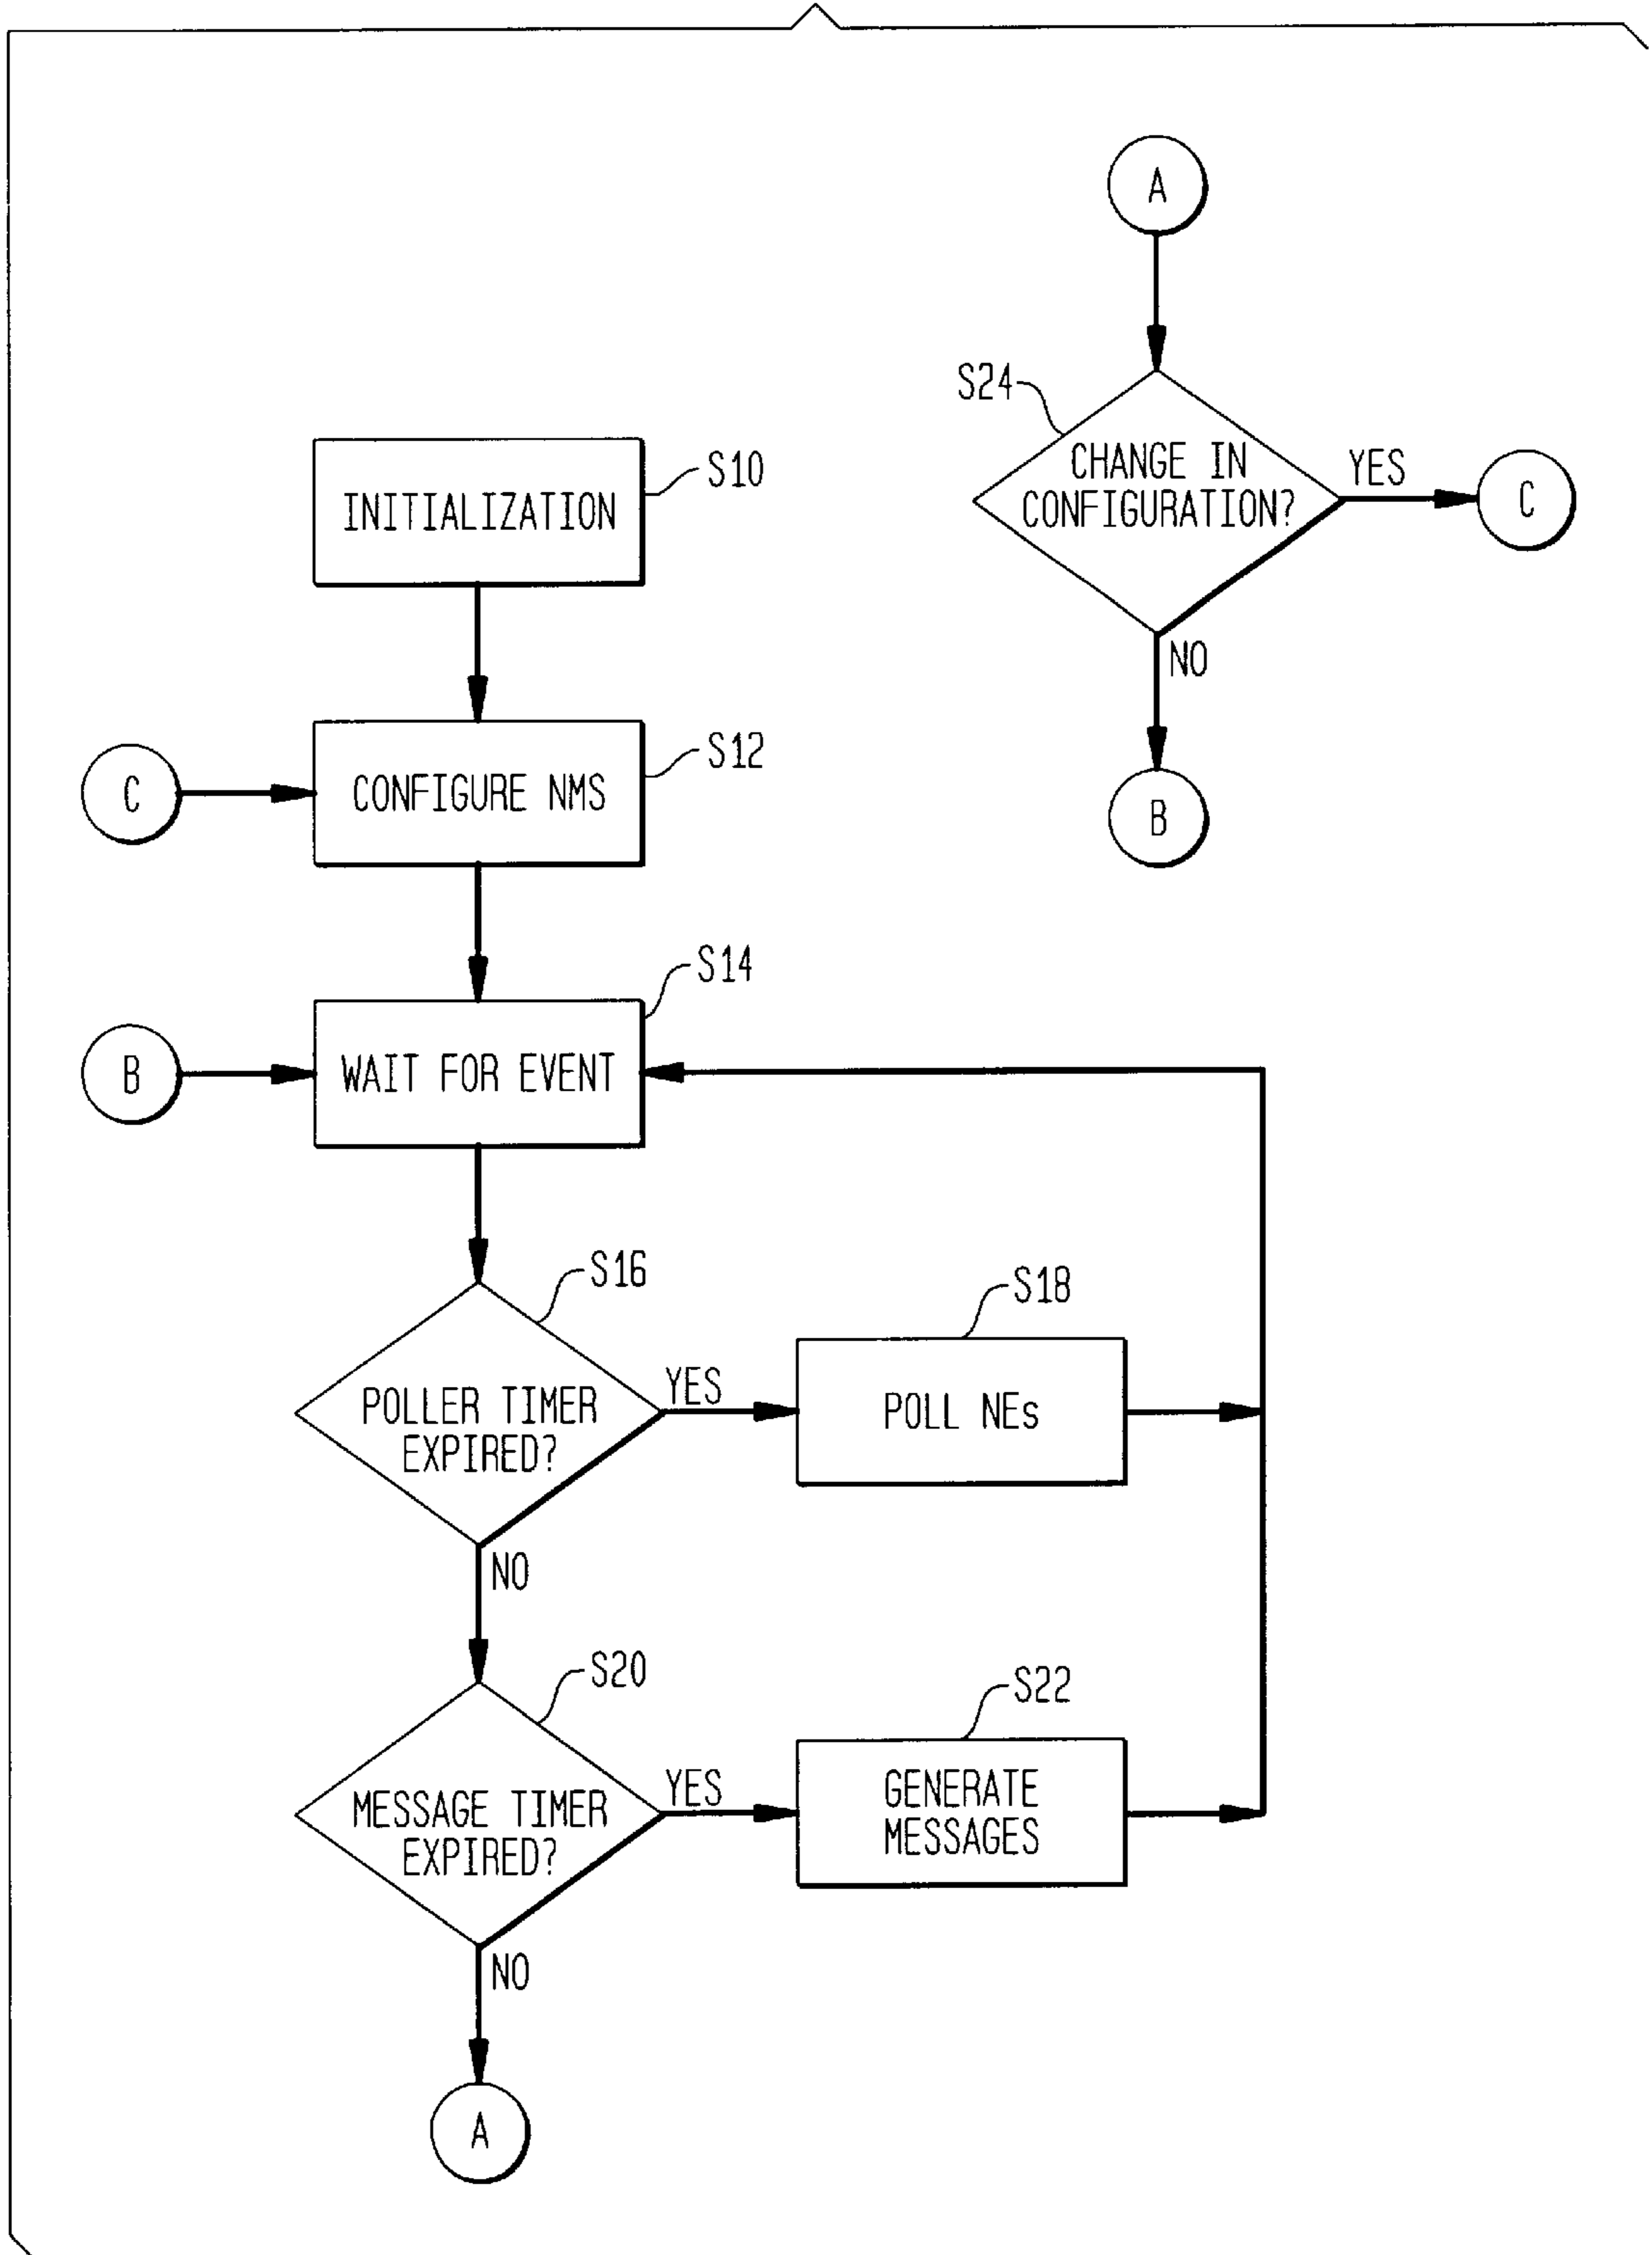 A
S24
CHANGE IN
CONFIGURATION?
YES
C
NO
B
S10
INITIALIZATION
C
S12
CONFIGURE NMS
S14
B
WAIT FOR EVENT
S16
POLLER TIMER
EXPIRED?
YES
S18
POLL NEs
NO
S20
MESSAGE TIMER
EXPIRED?
YES
S22
GENERATE
MESSAGES
NO
A